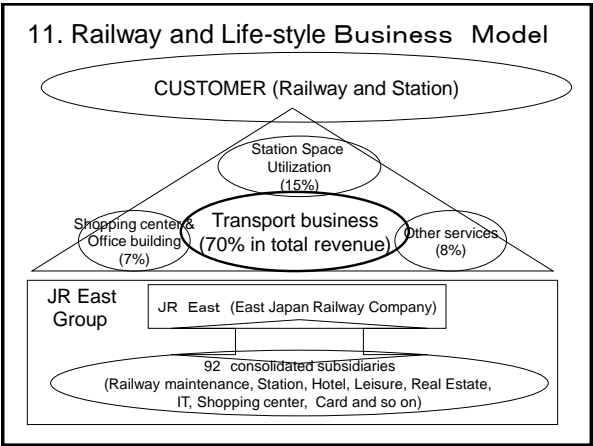 11. Railway and Life-style Business Model
CUSTOMER (Railway and Station)
Station Space
Utilization
(15%)
Shopping center &
Office building
(7%)
Transport business
(70% in total revenue)
Other services
(8%)
JR East
Group
JR East (East Japan Railway Company)
92 consolidated subsidiaries
(Railway maintenance, Station, Hotel, Leisure, Real Estate,
IT, Shopping center, Card and so on)